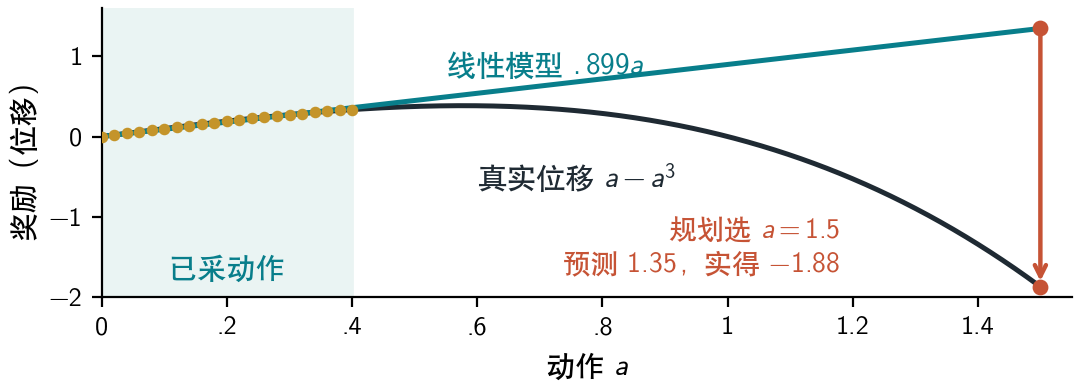 奖励（位移）
1
0
−1
−2
线性模型 .899a
真实位移 a − a³
规划选 a = 1.5
预测 1.35，实得 −1.88
已采动作
0 .2 .4 .6 .8 1 1.2 1.4
动作 a